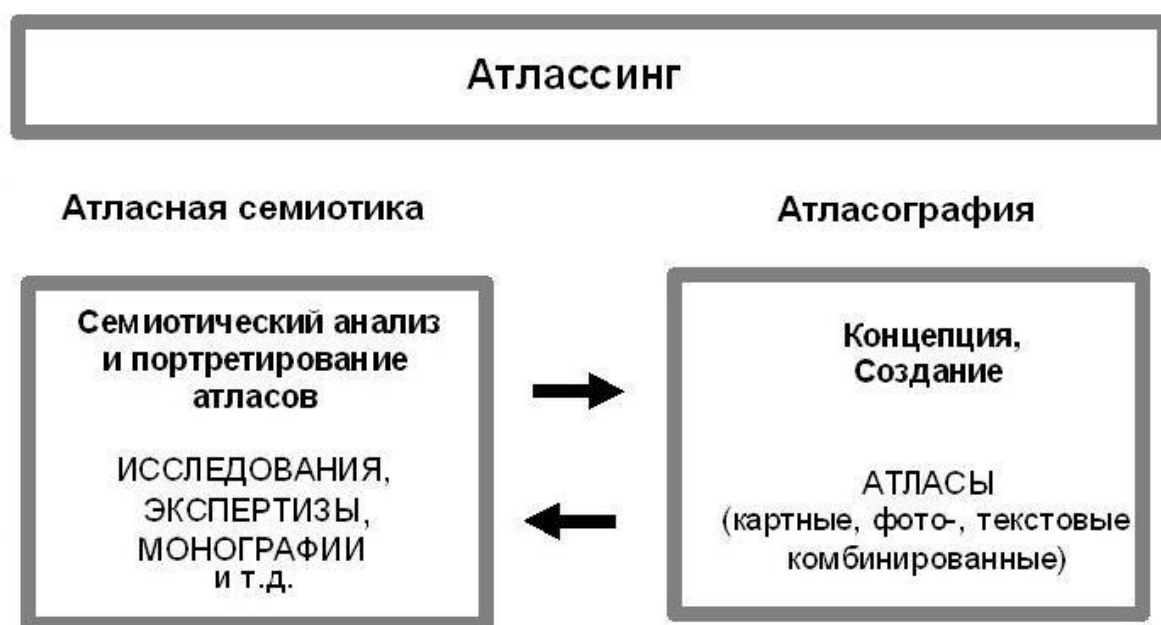 Атлассинг
Атласная семиотика
Атласография
Семиотический анализ
и портретирование
атласов
ИССЛЕДОВАНИЯ,
ЭКСПЕРТИЗЫ,
МОНОГРАФИИ
и т.д.
Концепция,
Создание
АТЛАСЫ
(картные, фото-, текстовые
комбинированные)